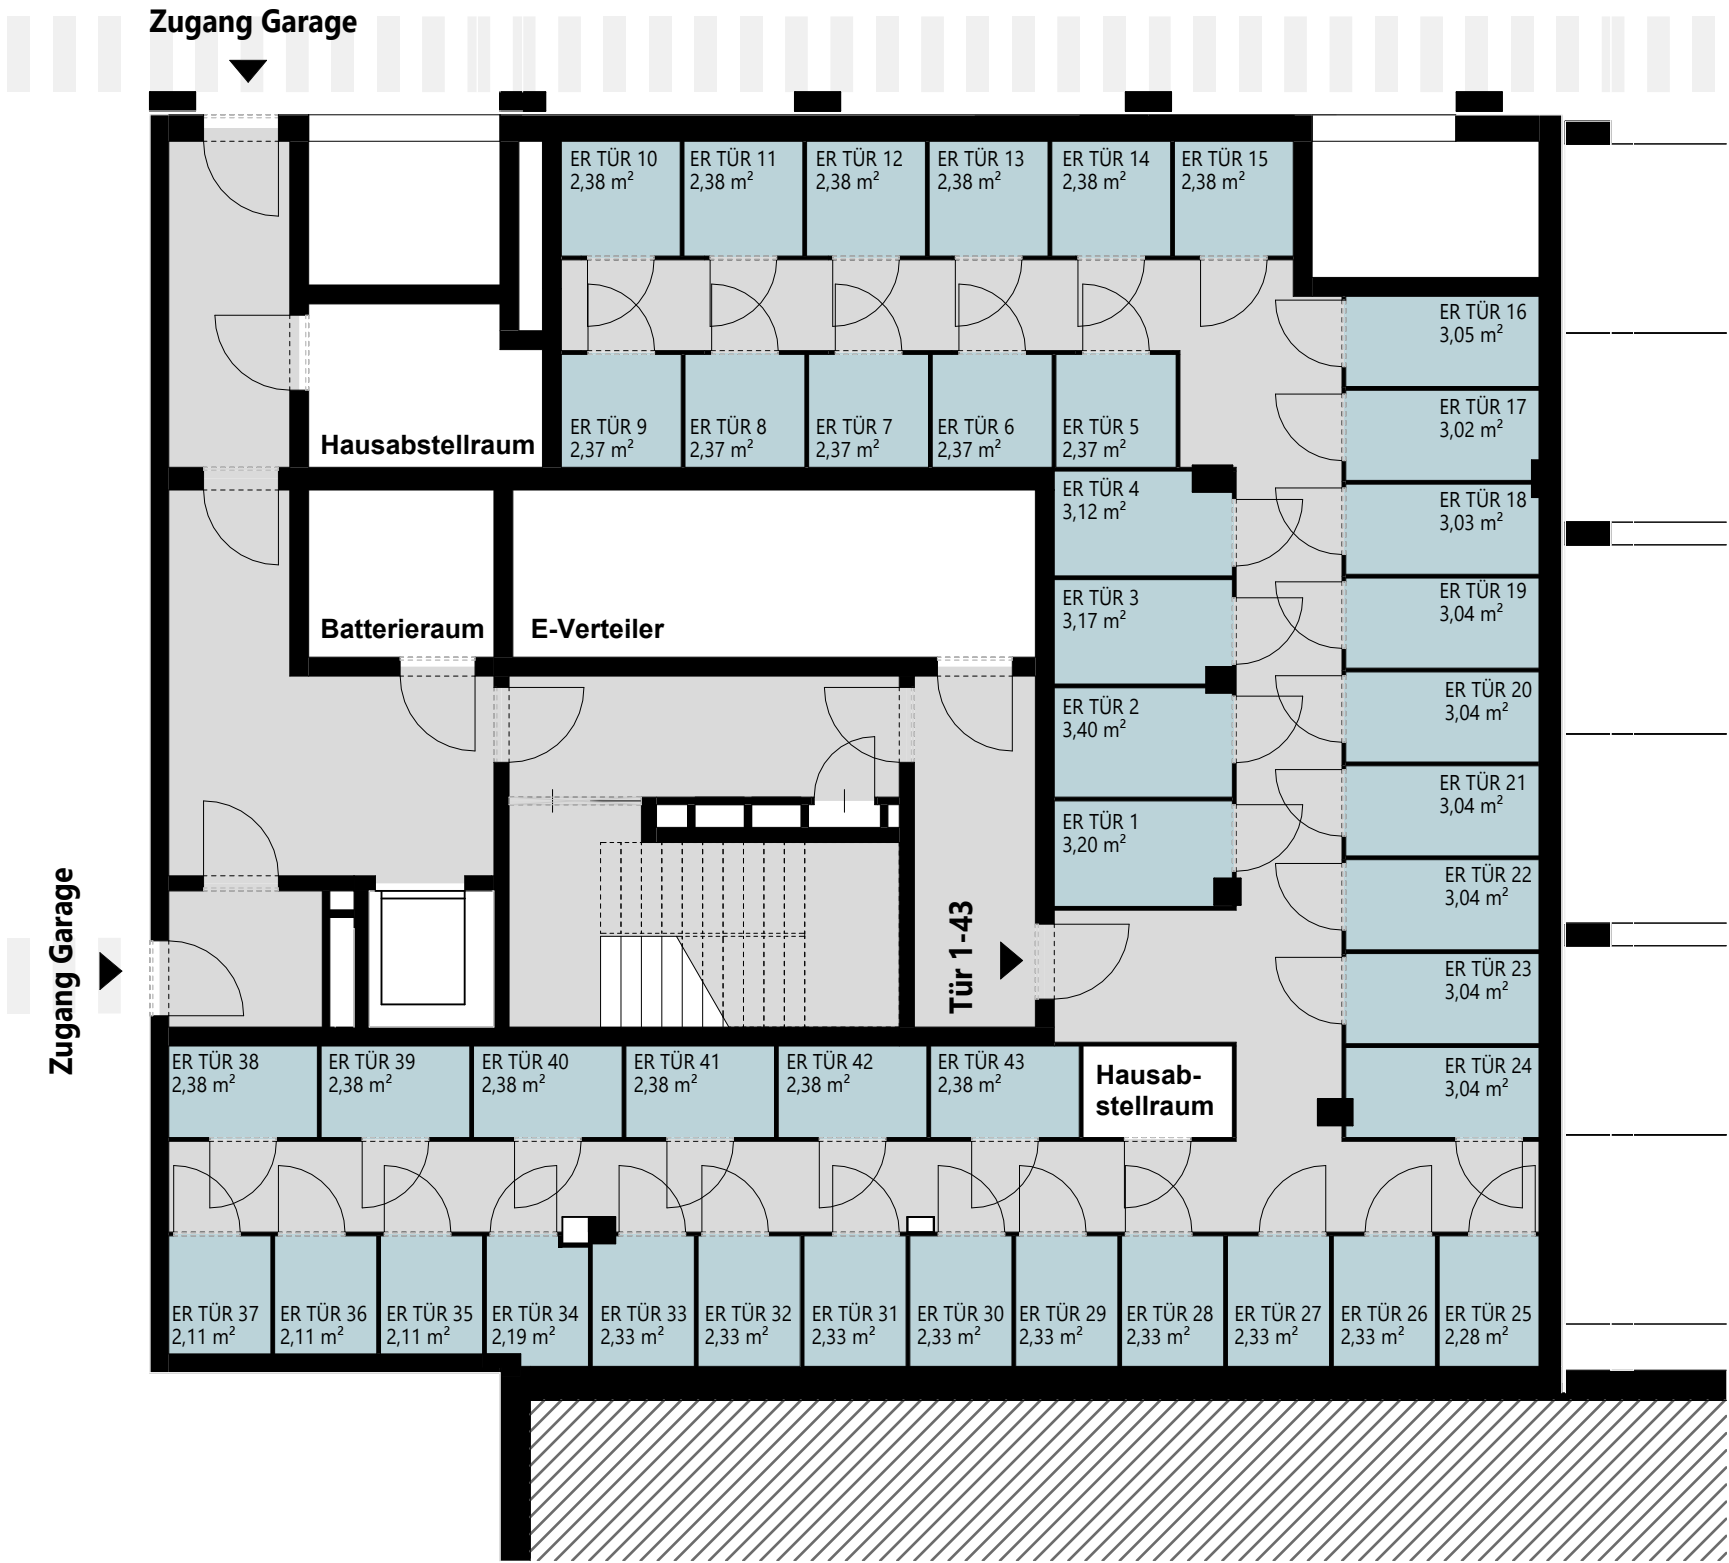 Zugang Garage
ER TÜR 10
2,38 m²
ER TÜR 11
2,38 m²
ER TÜR 12
2,38 m²
ER TÜR 13
2,38 m²
ER TÜR 14
2,38 m²
ER TÜR 15
2,38 m²
ER TÜR 16
3,05 m²
ER TÜR 17
3,02 m²
Hausabstellraum
ER TÜR 9
2,37 m²
ER TÜR 8
2,37 m²
ER TÜR 7
2,37 m²
ER TÜR 6
2,37 m²
ER TÜR 5
2,37 m²
ER TÜR 4
3,12 m²
ER TÜR 18
3,03 m²
ER TÜR 3
3,17 m²
ER TÜR 19
3,04 m²
Batterieraum
E-Verteiler
ER TÜR 2
3,40 m²
ER TÜR 20
3,04 m²
ER TÜR 21
3,04 m²
ER TÜR 1
3,20 m²
ER TÜR 22
3,04 m²
Zugang Garage
Tür 1-43
ER TÜR 23
3,04 m²
ER TÜR 38
2,38 m²
ER TÜR 39
2,38 m²
ER TÜR 40
2,38 m²
ER TÜR 41
2,38 m²
ER TÜR 42
2,38 m²
ER TÜR 43
2,38 m²
Hausab-
stellraum
ER TÜR 24
3,04 m²
ER TÜR 37
2,11 m²
ER TÜR 36
2,11 m²
ER TÜR 35
2,11 m²
ER TÜR 34
2,19 m²
ER TÜR 33
2,33 m²
ER TÜR 32
2,33 m²
ER TÜR 31
2,33 m²
ER TÜR 30
2,33 m²
ER TÜR 29
2,33 m²
ER TÜR 28
2,33 m²
ER TÜR 27
2,33 m²
ER TÜR 26
2,33 m²
ER TÜR 25
2,28 m²